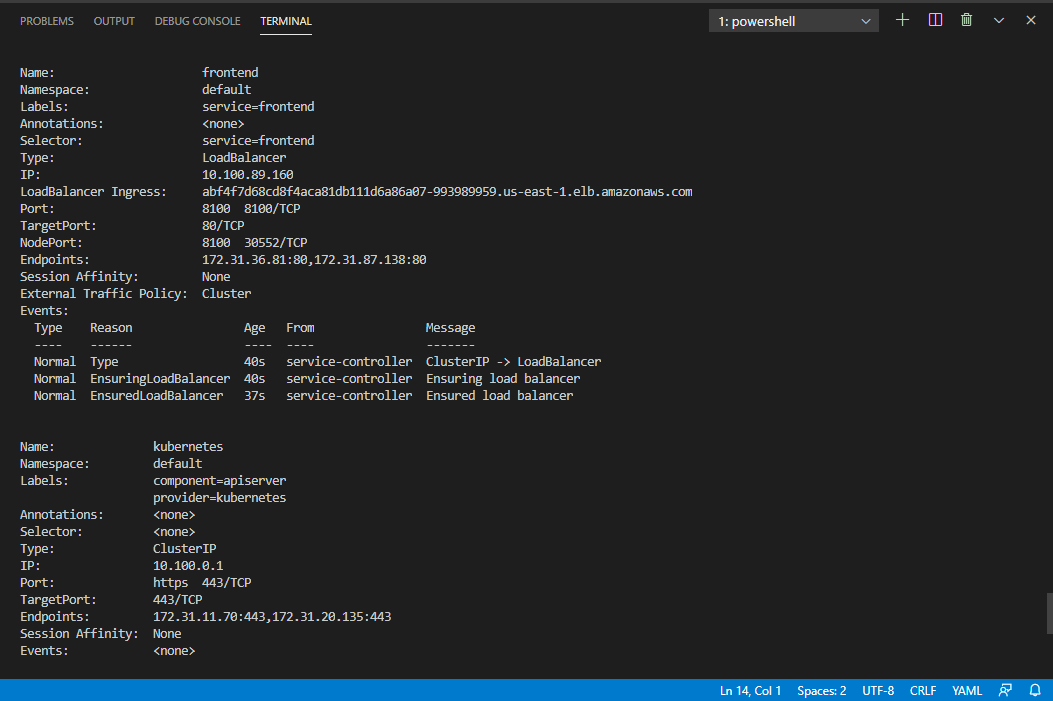 PROBLEMS OUTPUT DEBUG CONSOLE TERMINAL 1: powershell
Name: frontend
Namespace: default
Labels: service=frontend
Annotations: <none>
Selector: service=frontend
Type: LoadBalancer
IP: 10.100.89.160
LoadBalancer Ingress: abf4f7d68cd8f4aca81db111d6a86a07-993989959.us-east-1.elb.amazonaws.com
Port: 8100 8100/TCP
TargetPort: 80/TCP
NodePort: 8100 30552/TCP
Endpoints: 172.31.36.81:80,172.31.87.138:80
Session Affinity: None
External Traffic Policy: Cluster
Events:
Type Reason Age From Message
---- ------ ---- ---- -------
Normal Type 40s service-controller ClusterIP -> LoadBalancer
Normal EnsuringLoadBalancer 40s service-controller Ensuring load balancer
Normal EnsuredLoadBalancer 37s service-controller Ensured load balancer
Name: kubernetes
Namespace: default
Labels: component=apiserver
provider=kubernetes
Annotations: <none>
Selector: <none>
Type: ClusterIP
IP: 10.100.0.1
Port: https 443/TCP
TargetPort: 443/TCP
Endpoints: 172.31.11.70:443,172.31.20.135:443
Session Affinity: None
Events: <none>
Ln 14, Col 1 Spaces: 2 UTF-8 CRLF YAML